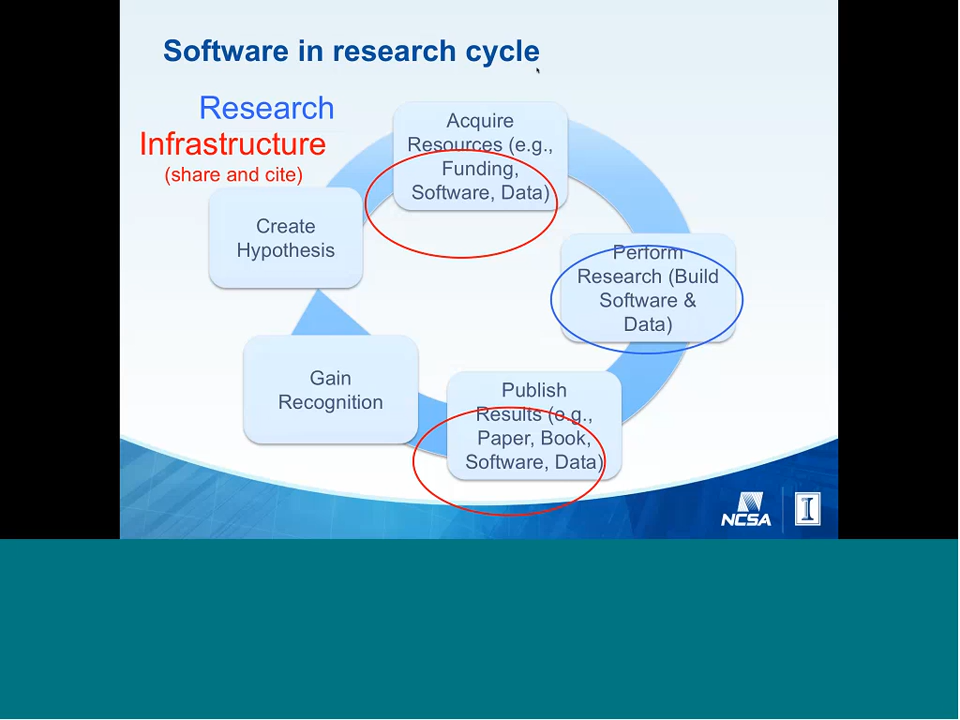 Software in research cycle
Research
Infrastructure
(share and cite)
Acquire
Resources (e.g.,
Funding,
Software, Data)
Create
Hypothesis
Perform
Research (Build
Software &
Data)
Gain
Recognition
Publish
Results (e.g.,
Paper, Book,
Software, Data)
NCSA
I